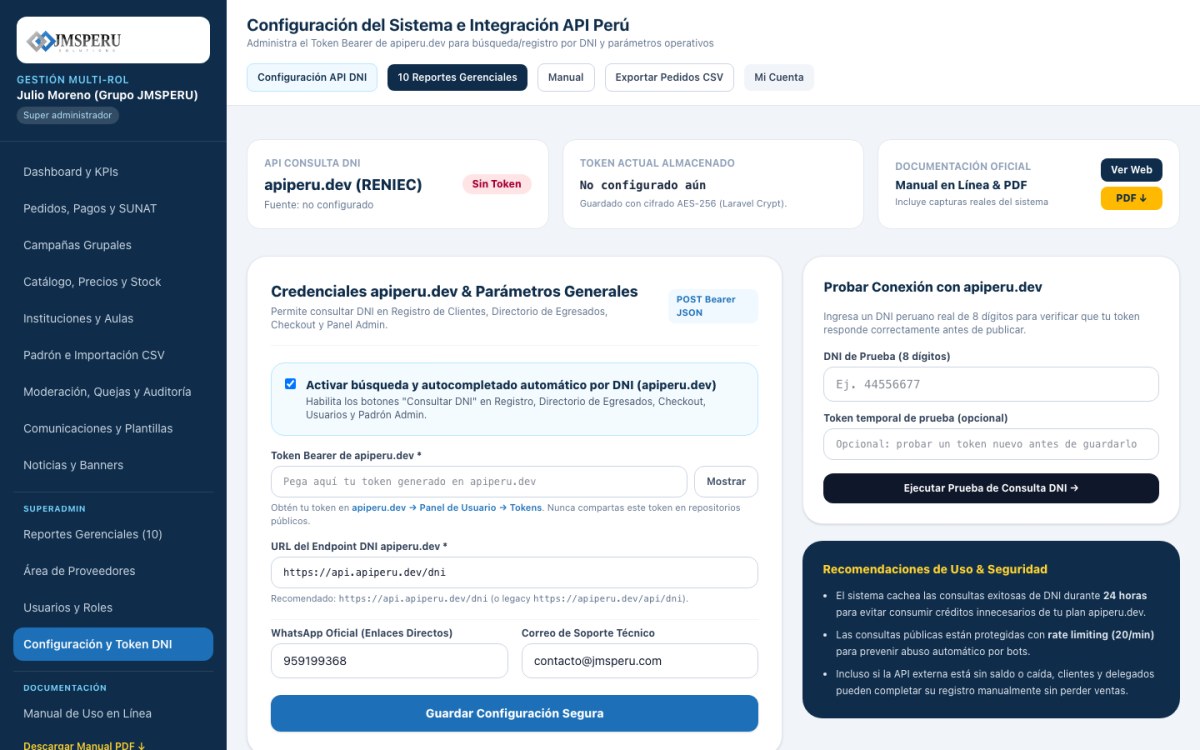 JMSPERU
SOLUTIONS
GESTIÓN MULTI-ROL
Julio Moreno (Grupo JMSPERU)
Super administrador
Dashboard y KPIs
Pedidos, Pagos y SUNAT
Campañas Grupales
Catálogo, Precios y Stock
Instituciones y Aulas
Padrón e Importación CSV
Moderación, Quejas y Auditoría
Comunicaciones y Plantillas
Noticias y Banners
SUPERADMIN
Reportes Gerenciales (10)
Área de Proveedores
Usuarios y Roles
Configuración y Token DNI
DOCUMENTACIÓN
Manual de Uso en Línea
Descargar Manual PDF ↓
Configuración del Sistema e Integración API Perú
Administra el Token Bearer de apiperu.dev para búsqueda/registro por DNI y parámetros operativos
Configuración API DNI
10 Reportes Gerenciales
Manual
Exportar Pedidos CSV
Mi Cuenta
API CONSULTA DNI
apiperu.dev (RENIEC)
Sin Token
Fuente: no configurado
TOKEN ACTUAL ALMACENADO
No configurado aún
Guardado con cifrado AES-256 (Laravel Crypt).
DOCUMENTACIÓN OFICIAL
Manual en Línea & PDF
Incluye capturas reales del sistema
Ver Web
PDF ↓
Credenciales apiperu.dev & Parámetros Generales
Permite consultar DNI en Registro de Clientes, Directorio de Egresados,
Checkout y Panel Admin.
POST Bearer
JSON
Activar búsqueda y autocompletado automático por DNI (apiperu.dev)
Habilita los botones "Consultar DNI" en Registro, Directorio de Egresados, Checkout,
Usuarios y Padrón Admin.
Token Bearer de apiperu.dev *
Pega aquí tu token generado en apiperu.dev
Mostrar
Obtén tu token en apiperu.dev → Panel de Usuario → Tokens. Nunca compartas este token en repositorios
públicos.
URL del Endpoint DNI apiperu.dev *
https://api.apiperu.dev/dni
Recomendado: https://api.apiperu.dev/dni (o legacy https://apiperu.dev/api/dni).
WhatsApp Oficial (Enlaces Directos)
959199368
Correo de Soporte Técnico
contacto@jmsperu.com
Guardar Configuración Segura
Probar Conexión con apiperu.dev
Ingresa un DNI peruano real de 8 dígitos para verificar que tu token
responde correctamente antes de publicar.
DNI de Prueba (8 dígitos)
Ej. 44556677
Token temporal de prueba (opcional)
Opcional: probar un token nuevo antes de guardarlo
Ejecutar Prueba de Consulta DNI →
Recomendaciones de Uso & Seguridad
• El sistema cachea las consultas exitosas de DNI durante 24 horas
para evitar consumir créditos innecesarios de tu plan apiperu.dev.
• Las consultas públicas están protegidas con rate limiting (20/min)
para prevenir abuso automático por bots.
• Incluso si la API externa está sin saldo o caída, clientes y delegados
pueden completar su registro manualmente sin perder ventas.